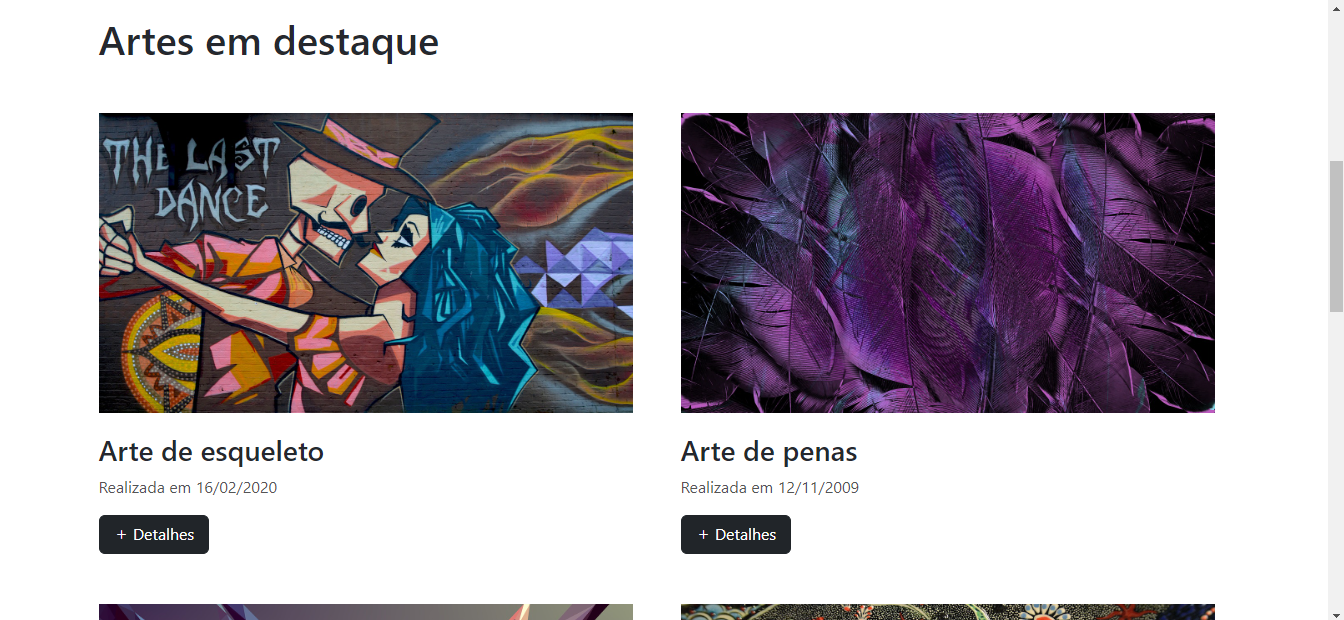 Artes em destaque
THE LAST
DANCE
Arte de esqueleto
Realizada em 16/02/2020
+ Detalhes
Arte de penas
Realizada em 12/11/2009
+ Detalhes